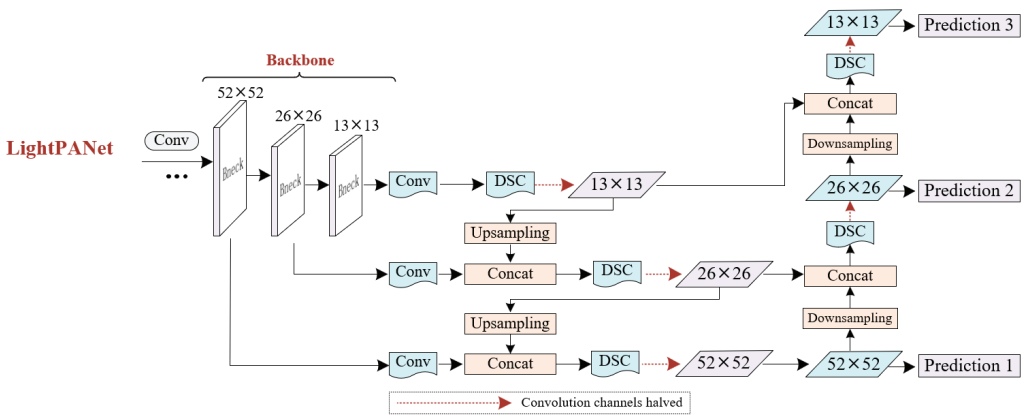 13×13
Prediction 3
Backbone
DSC
52×52
26×26
13×13
Concat
LightPANet
Conv
...
Bneck
Bneck
Bneck
Downsampling
Conv
DSC
13×13
26×26
Prediction 2
Upsampling
DSC
Conv
Concat
DSC
26×26
Concat
Upsampling
Downsampling
Conv
Concat
DSC
52×52
52×52
Prediction 1
Convolution channels halved